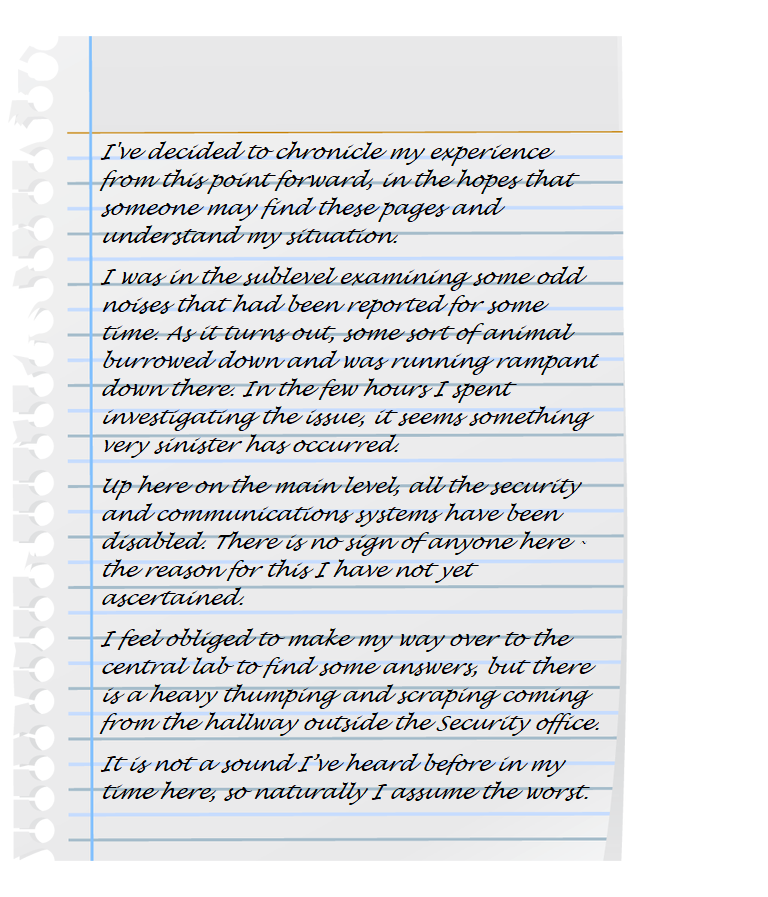 I've decided to chronicle my experience
from this point forward, in the hopes that
someone may find these pages and
understand my situation.
I was in the sublevel examining some odd
noises that had been reported for some
time. As it turns out, some sort of animal
burrowed down and was running rampant
down there. In the few hours I spent
investigating the issue, it seems something
very sinister has occurred.
Up here on the main level, all the security
and communications systems have been
disabled. There is no sign of anyone here -
the reason for this I have not yet
ascertained.
I feel obliged to make my way over to the
central lab to find some answers, but there
is a heavy thumping and scraping coming
from the hallway outside the Security office.
It is not a sound I’ve heard before in my
time here, so naturally I assume the worst.